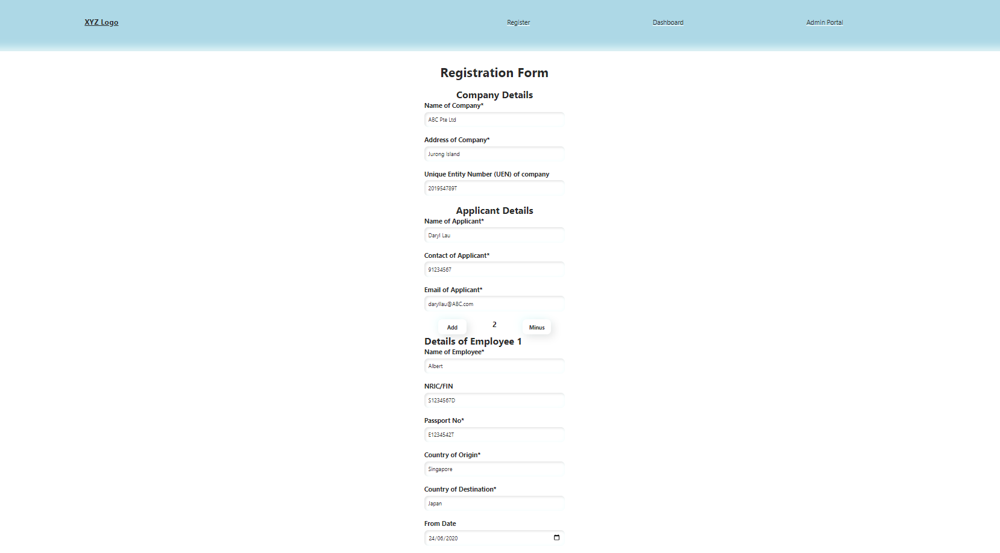 XYZ Logo Register Dashboard Admin Portal
Registration Form
Company Details
Name of Company*
ABC Pte Ltd
Address of Company*
Jurong Island
Unique Entity Number (UEN) of company
201954789T
Applicant Details
Name of Applicant*
Daryl Lau
Contact of Applicant*
91234567
Email of Applicant*
daryllau@ABC.com
Add 2 Minus
Details of Employee 1
Name of Employee*
Albert
NRIC/FIN
S1234567D
Passport No*
E1234542T
Country of Origin*
Singapore
Country of Destination*
Japan
From Date
24/06/2020